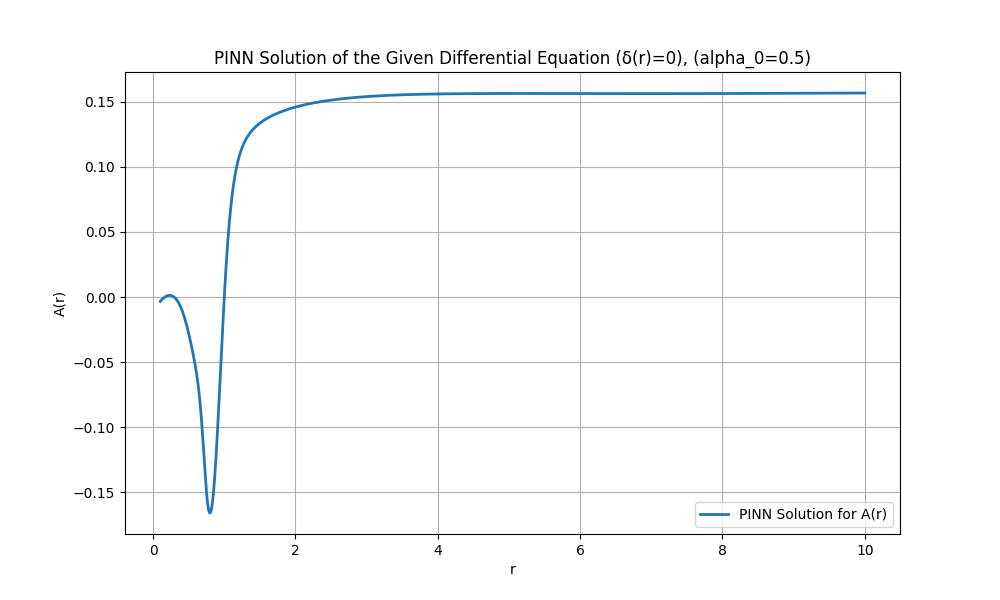 PINN Solution of the Given Differential Equation (δ(r)=0), (alpha_0=0.5)
A(r)
0.15
0.10
0.05
0.00
−0.05
−0.10
−0.15
PINN Solution for A(r)
0 2 4 6 8 10
r